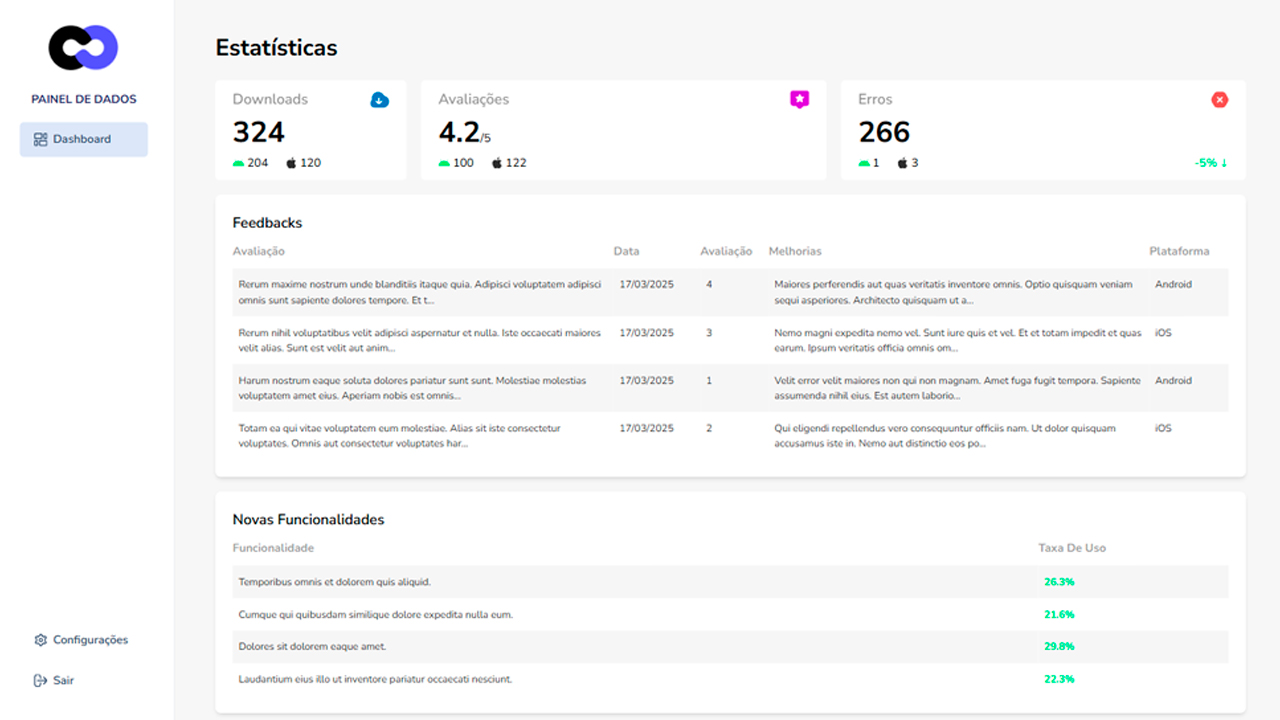 PAINEL DE DADOS
Dashboard
Configurações
Sair
Estatísticas
Downloads
324
204 120
Avaliações
4.2/5
100 122
Erros
266
1 3 -5% ↓
Feedbacks
Avaliação Data Avaliação Melhorias Plataforma
Rerum maxime nostrum unde blanditiis itaque quia. Adipisci voluptatem adipisci 17/03/2025 4 Maiores perferendis aut quas veritatis inventore omnis. Optio quisquam veniam Android
omnis sunt sapiente dolores tempore. Et t... sequi asperiores. Architecto quisquam ut a...
Rerum nihil voluptatibus velit adipisci aspernatur et nulla. Iste occaecati maiores 17/03/2025 3 Nemo magni expedita nemo vel. Sunt iure quis et vel. Et et totam impedit et quas iOS
velit alias. Sunt est velit aut anim... earum. Ipsum veritatis officia omnis om...
Harum nostrum eaque soluta dolores pariatur sunt sunt. Molestiae molestias 17/03/2025 1 Velit error velit maiores non qui non magnam. Amet fuga fugit tempora. Sapiente Android
voluptatem amet eius. Aperiam nobis est omnis... assumenda nihil eius. Est autem laborio...
Totam ea qui vitae voluptatem eum molestiae. Alias sit iste consectetur 17/03/2025 2 Qui eligendi repellendus vero consequuntur officiis nam. Ut dolor quisquam iOS
voluptates. Omnis aut consectetur voluptates har... accusamus iste in. Nemo aut distinctio eos po...
Novas Funcionalidades
Funcionalidade Taxa De Uso
Temporibus omnis et dolorem quis aliquid. 26.3%
Cumque qui quibusdam similique dolore expedita nulla eum. 21.6%
Dolores sit dolorem eaque amet. 29.8%
Laudantium eius illo ut inventore pariatur occaecati nesciunt. 22.3%